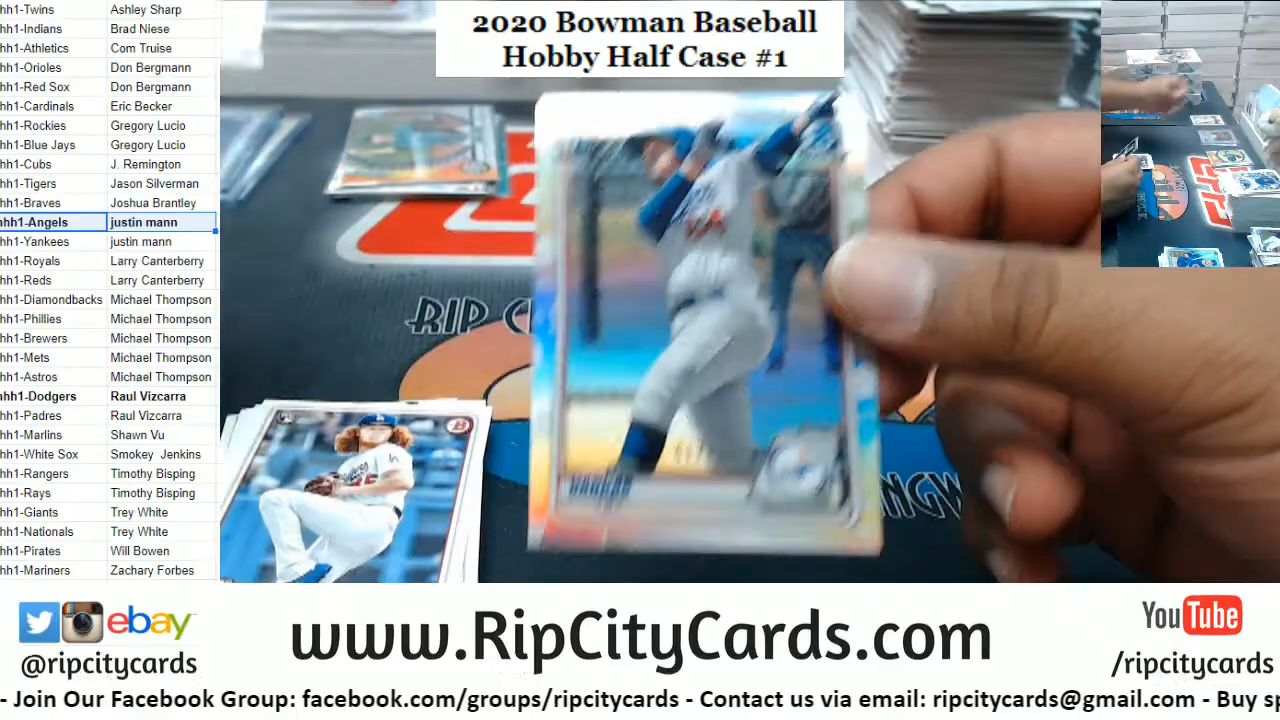 2020 Bowman Baseball
Hobby Half Case #1
hh1-Twins Ashley Sharp
hh1-Indians Brad Niese
hh1-Athletics Com Truise
hh1-Orioles Don Bergmann
hh1-Red Sox Don Bergmann
hh1-Cardinals Eric Becker
hh1-Rockies Gregory Lucio
hh1-Blue Jays Gregory Lucio
hh1-Cubs J. Remington
hh1-Tigers Jason Silverman
hh1-Braves Joshua Brantley
hh1-Angels justin mann
hh1-Yankees justin mann
hh1-Royals Larry Canterberry
hh1-Reds Larry Canterberry
hh1-Diamondbacks Michael Thompson
hh1-Phillies Michael Thompson
hh1-Brewers Michael Thompson
hh1-Mets Michael Thompson
hh1-Astros Michael Thompson
hh1-Dodgers Raul Vizcarra
hh1-Padres Raul Vizcarra
hh1-Marlins Shawn Vu
hh1-White Sox Smokey Jenkins
hh1-Rangers Timothy Bisping
hh1-Rays Timothy Bisping
hh1-Giants Trey White
hh1-Nationals Trey White
hh1-Pirates Will Bowen
hh1-Mariners Zachary Forbes
RIP
ebay
@ripcitycards
www.RipCityCards.com
YouTube
/ripcitycards
- Join Our Facebook Group: facebook.com/groups/ripcitycards - Contact us via email: ripcitycards@gmail.com - Buy sp